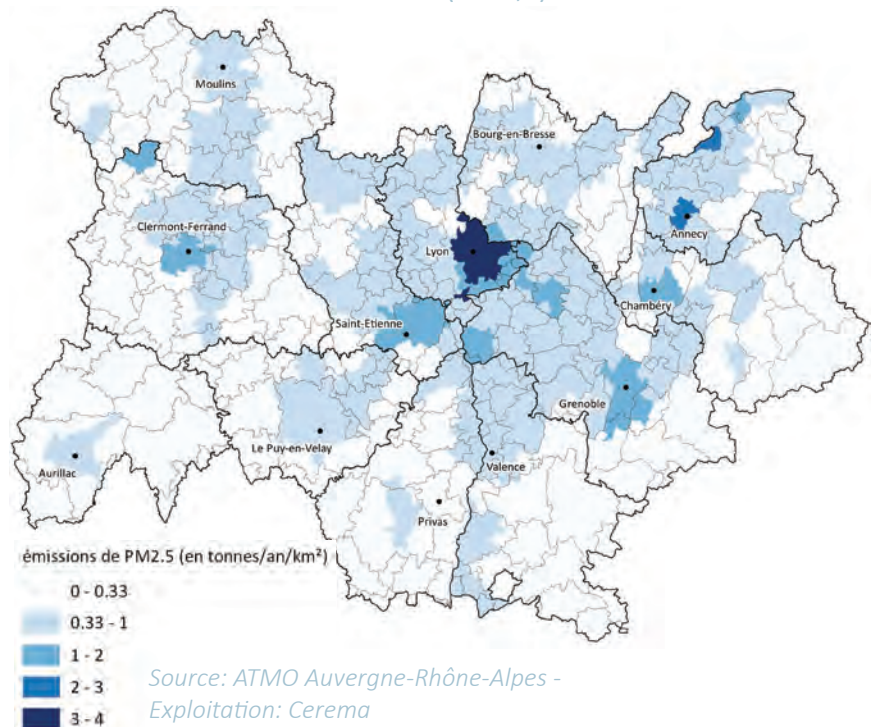 Moulins
Bourg-en-Bresse
Clermont-Ferrand
Annecy
Lyon
Chambéry
Saint-Etienne
Grenoble
Le Puy-en-Velay
Aurillac
Valence
Privas
émissions de PM2.5 (en tonnes/an/km²)
0 - 0.33
0.33 - 1
1 - 2
2 - 3
3 - 4
Source: ATMO Auvergne-Rhône-Alpes -
Exploitation: Cerema